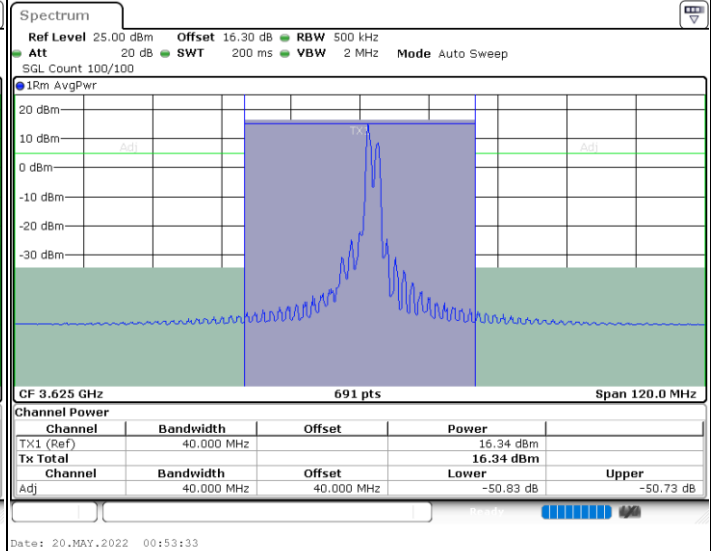 Spectrum
Ref Level 25.00 dBm Offset 16.30 dB RBW 500 kHz
Att 20 dB SWT 200 ms VBW 2 MHz Mode Auto Sweep
SGL Count 100/100
1Rm AvgPwr
20 dBm
TX
10 dBm
Adj Adj
0 dBm
-10 dBm
-20 dBm
-30 dBm
CF 3.625 GHz 691 pts Span 120.0 MHz
Channel Power
Channel Bandwidth Offset Power
TX1 (Ref) 40.000 MHz 16.34 dBm
Tx Total 16.34 dBm
Channel Bandwidth Offset Lower Upper
Adj 40.000 MHz 40.000 MHz -50.83 dB -50.73 dB
Ready
Date: 20.MAY.2022 00:53:33